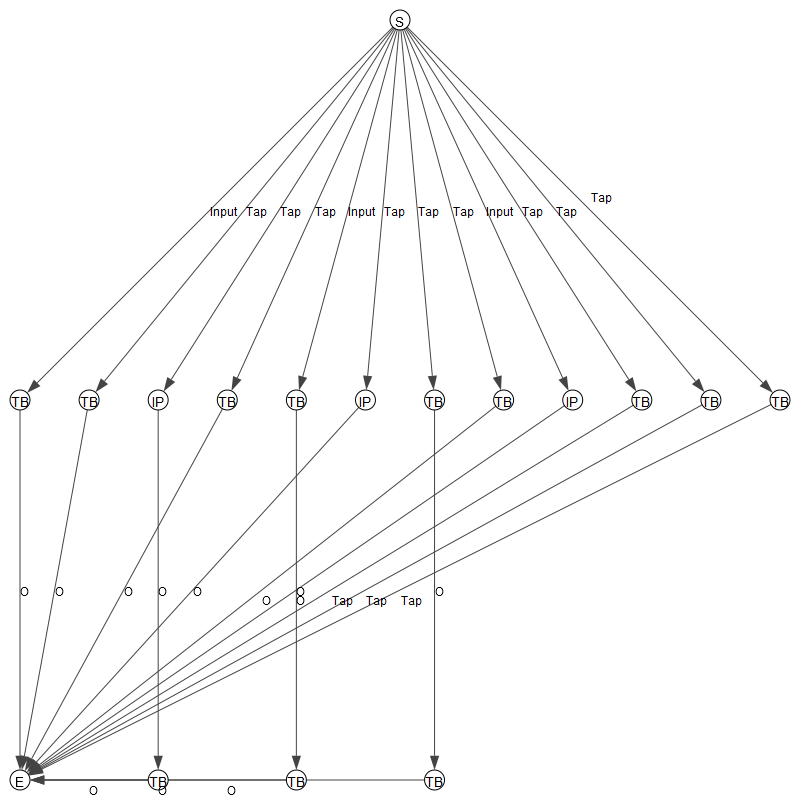 S
Input Tap Tap Tap Input Tap Tap Tap Input Tap Tap Tap
TB TB IP TB TB IP TB TB IP TB TB TB
O O O O O O O
O O Tap Tap Tap
E TB TB TB
O O O